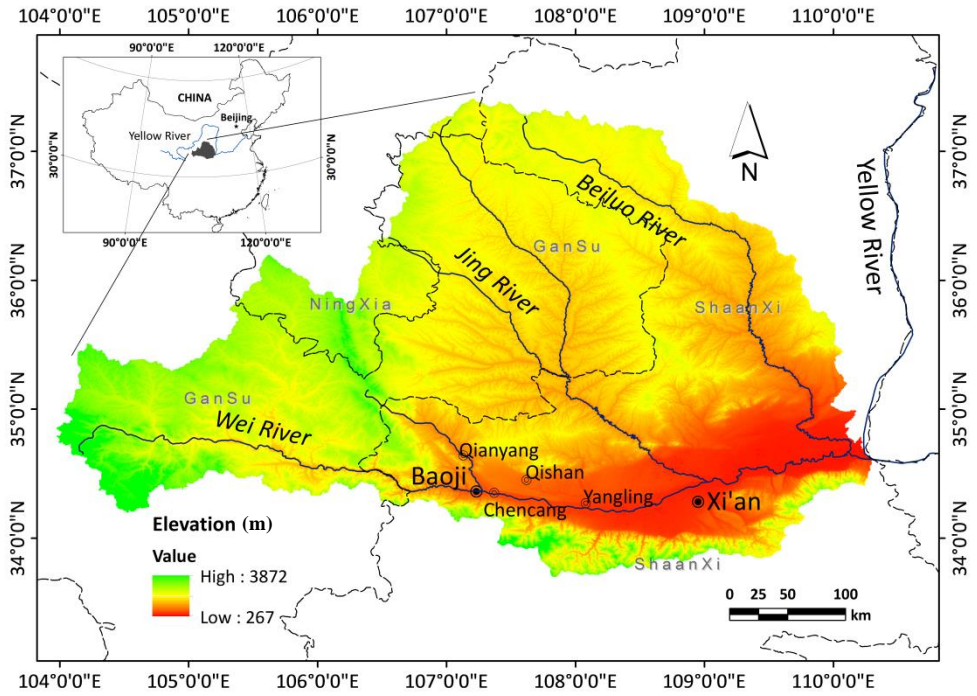 104°0'0"E 105°0'0"E 106°0'0"E 107°0'0"E 108°0'0"E 109°0'0"E 110°0'0"E
90°0'0"E 120°0'0"E
CHINA
Beijing
Yellow River
30°0'0"N
30°0'0"N
90°0'0"E 120°0'0"E
37°0'0"N
36°0'0"N
35°0'0"N
34°0'0"N
37°0'0"N
36°0'0"N
35°0'0"N
34°0'0"N
N
Yellow River
Beiluo River
GanSu
Jing River
NingXia
ShaanXi
GanSu
Wei River
Qianyang
Baoji
Qishan
Chencang
Yangling
Xi'an
ShaanXi
Elevation (m)
Value
High : 3872
Low : 267
0 25 50 100
km
104°0'0"E 105°0'0"E 106°0'0"E 107°0'0"E 108°0'0"E 109°0'0"E 110°0'0"E